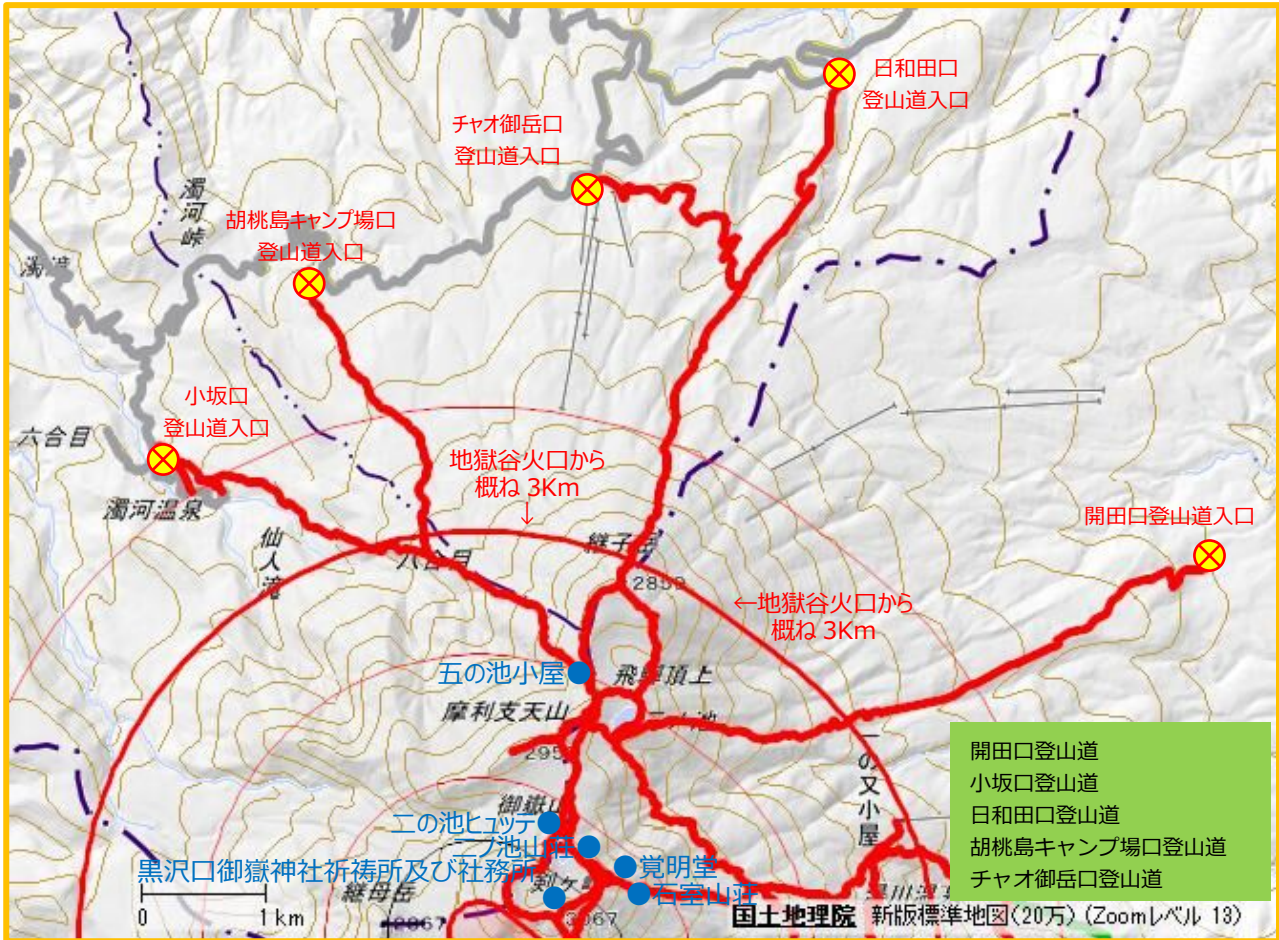 日和田口
登山道入口
チャオ御岳口
登山道入口
濁河峠
胡桃島キャンプ場口
登山道入口
小坂口
登山道入口
六合目
濁河温泉
仙人滝
地獄谷火口から
概ね 3Km
↓
開田口登山道入口
六合目
継子岳
2859
←地獄谷火口から
概ね 3Km
五の池小屋
飛騨頂上
摩利支天山
の又小屋
御嶽山
二の池ヒュッテ
二ノ池山荘
覚明堂
黒沢口御嶽神社祈祷所及び社務所
石室山荘
剣ヶ峰
継母岳
2867
3067
0
1km
開田口登山道
小坂口登山道
日和田口登山道
胡桃島キャンプ場口登山道
チャオ御岳口登山道
国土地理院 新版標準地図(20万) (Zoomレベル 13)